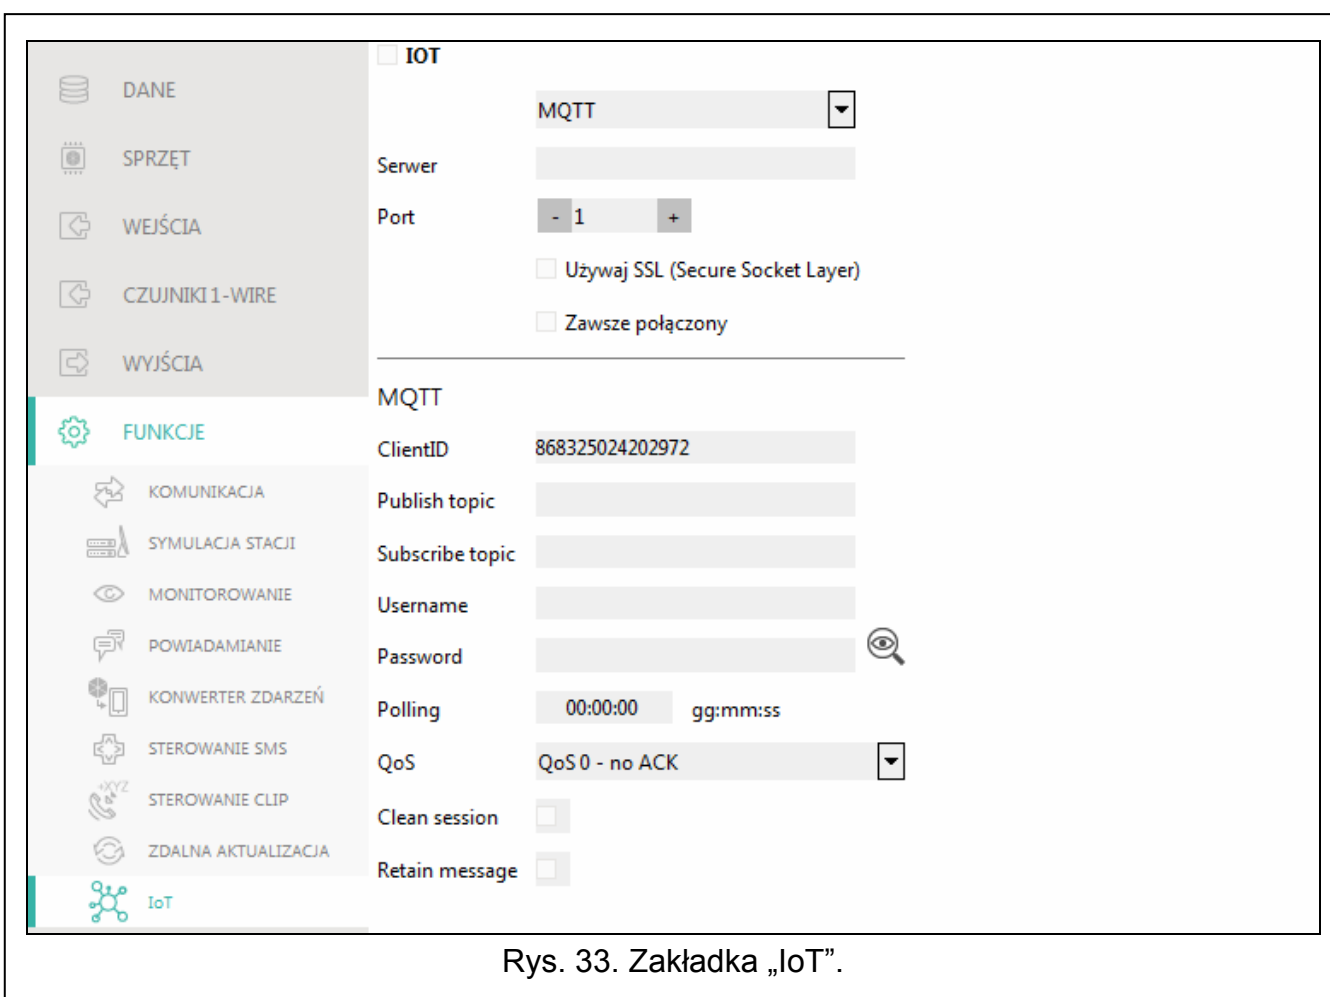 DANE
SPRZĘT
WEJŚCIA
CZUJNIKI 1-WIRE
WYJŚCIA
FUNKCJE
KOMUNIKACJA
SYMULACJA STACJI
MONITOROWANIE
POWIADAMIANIE
KONWERTER ZDARZEŃ
STEROWANIE SMS
+XYZ
STEROWANIE CLIP
ZDALNA AKTUALIZACJA
IoT
IOT
MQTT
Serwer
Port - 1 +
Używaj SSL (Secure Socket Layer)
Zawsze połączony
MQTT
ClientID 868325024202972
Publish topic
Subscribe topic
Username
Password
Polling 00:00:00 gg:mm:ss
QoS QoS 0 - no ACK
Clean session
Retain message
Rys. 33. Zakładka „IoT”.